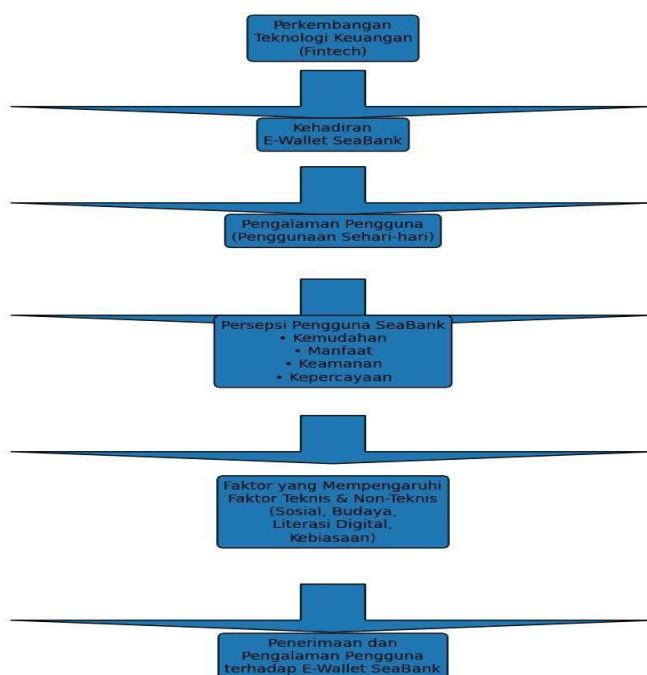 Perkembangan
Teknologi Keuangan
(Fintech)
Kehadiran
E-Wallet SeaBank
Pengalaman Pengguna
(Penggunaan Sehari-hari)
Persepsi Pengguna SeaBank
• Kemudahan
• Manfaat
• Keamanan
• Kepercayaan
Faktor yang Mempengaruhi
Faktor Teknis & Non-Teknis
(Sosial, Budaya,
Literasi Digital,
Kebiasaan)
Penerimaan dan
Pengalaman Pengguna
terhadap E-Wallet SeaBank